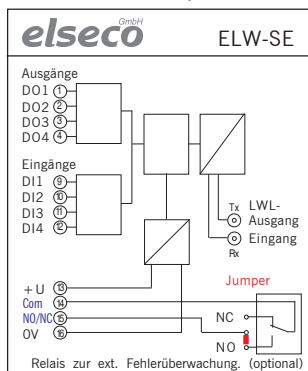 elseco GmbH
ELW-SE
Ausgänge
DO1 1
DO2 2
DO3 3
DO4 4
Eingänge
DI1 9
DI2 10
DI3 11
DI4 12
Tx LWL-
Ausgang
Eingang
Rx
+U 13
Com 14
NO/NC 15
0V 16
Jumper
NC
NO
Relais zur ext. Fehlerüberwachung. (optional)